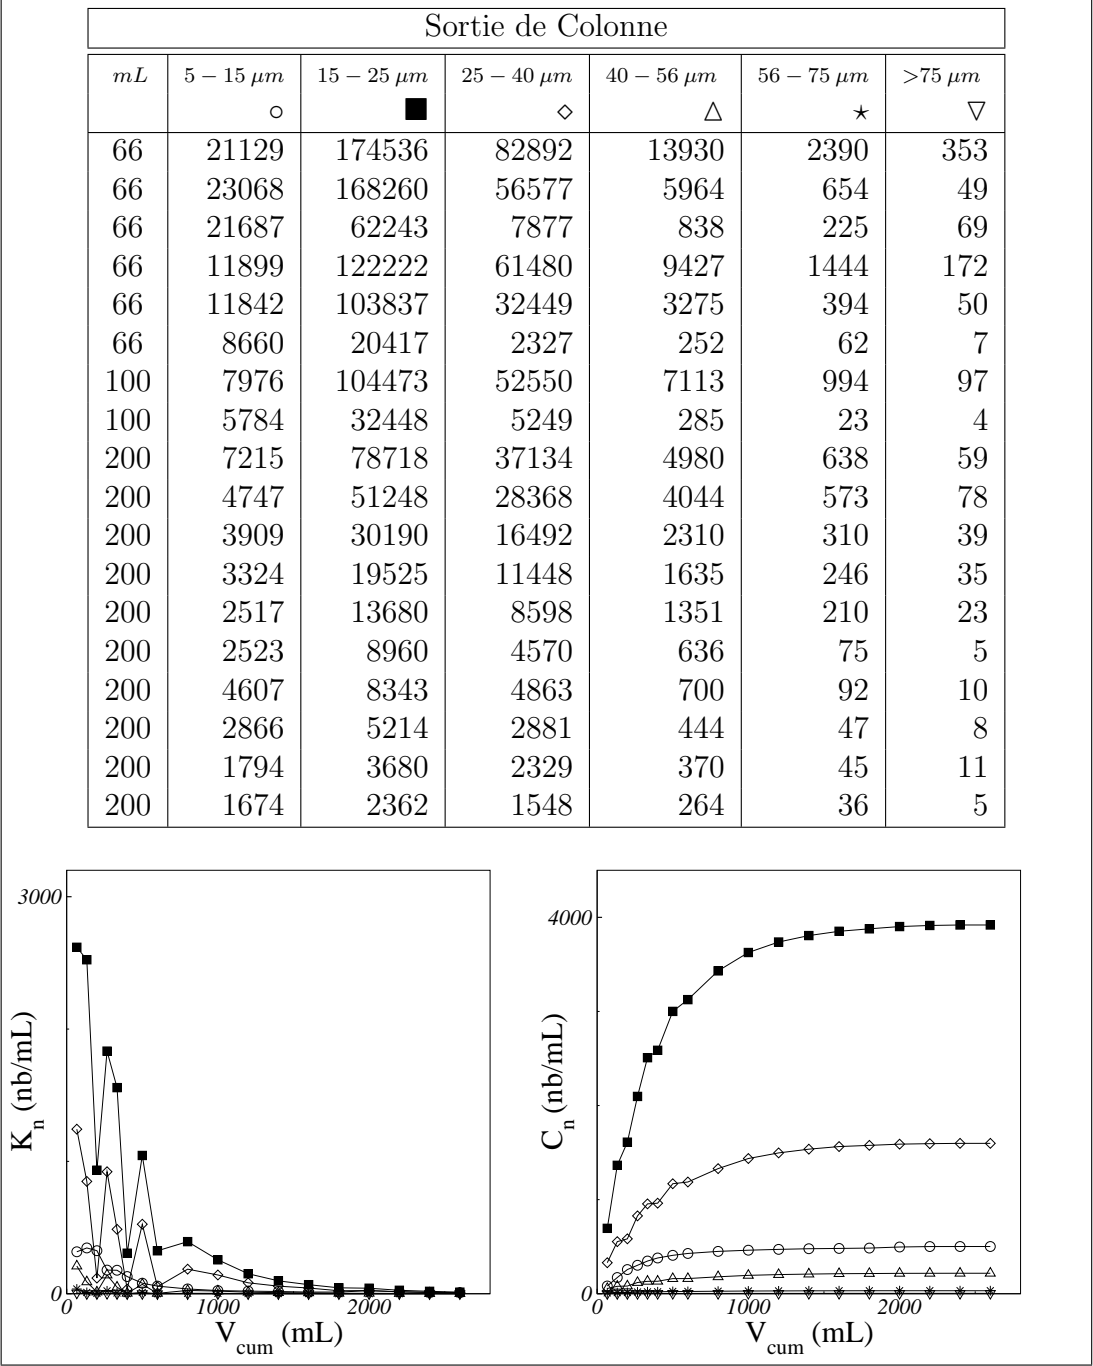 Sortie de Colonne
mL 5 – 15 μm 15 – 25 μm 25 – 40 μm 40 – 56 μm 56 – 75 μm >75 μm
○ ■ ◇ △ ⋆ ▽
66 21129 174536 82892 13930 2390 353
66 23068 168260 56577 5964 654 49
66 21687 62243 7877 838 225 69
66 11899 122222 61480 9427 1444 172
66 11842 103837 32449 3275 394 50
66 8660 20417 2327 252 62 7
100 7976 104473 52550 7113 994 97
100 5784 32448 5249 285 23 4
200 7215 78718 37134 4980 638 59
200 4747 51248 28368 4044 573 78
200 3909 30190 16492 2310 310 39
200 3324 19525 11448 1635 246 35
200 2517 13680 8598 1351 210 23
200 2523 8960 4570 636 75 5
200 4607 8343 4863 700 92 10
200 2866 5214 2881 444 47 8
200 1794 3680 2329 370 45 11
200 1674 2362 1548 264 36 5
3000
K_n (nb/mL)
0 1000 2000
V_cum (mL)
4000
C_n (nb/mL)
0
0 1000 2000
V_cum (mL)